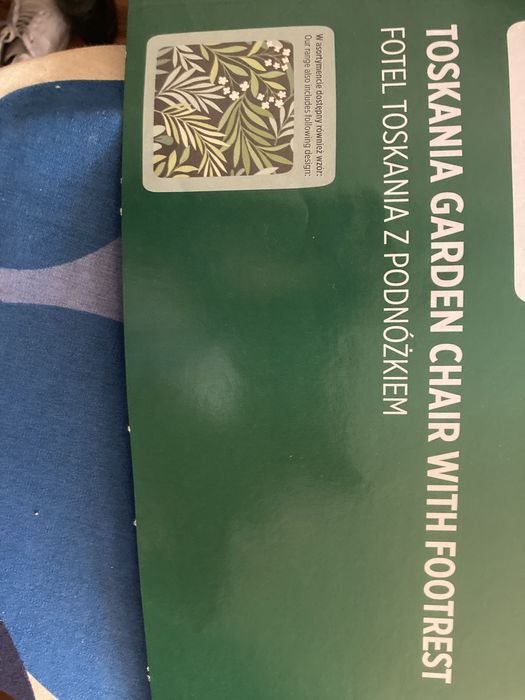 TOSKANIA GARDEN CHAIR WITH FOOTREST
FOTEL TOSKANIA Z PODNÓŻKIEM
W asortymencie dostępny również wzór:
Our range also includes following design: